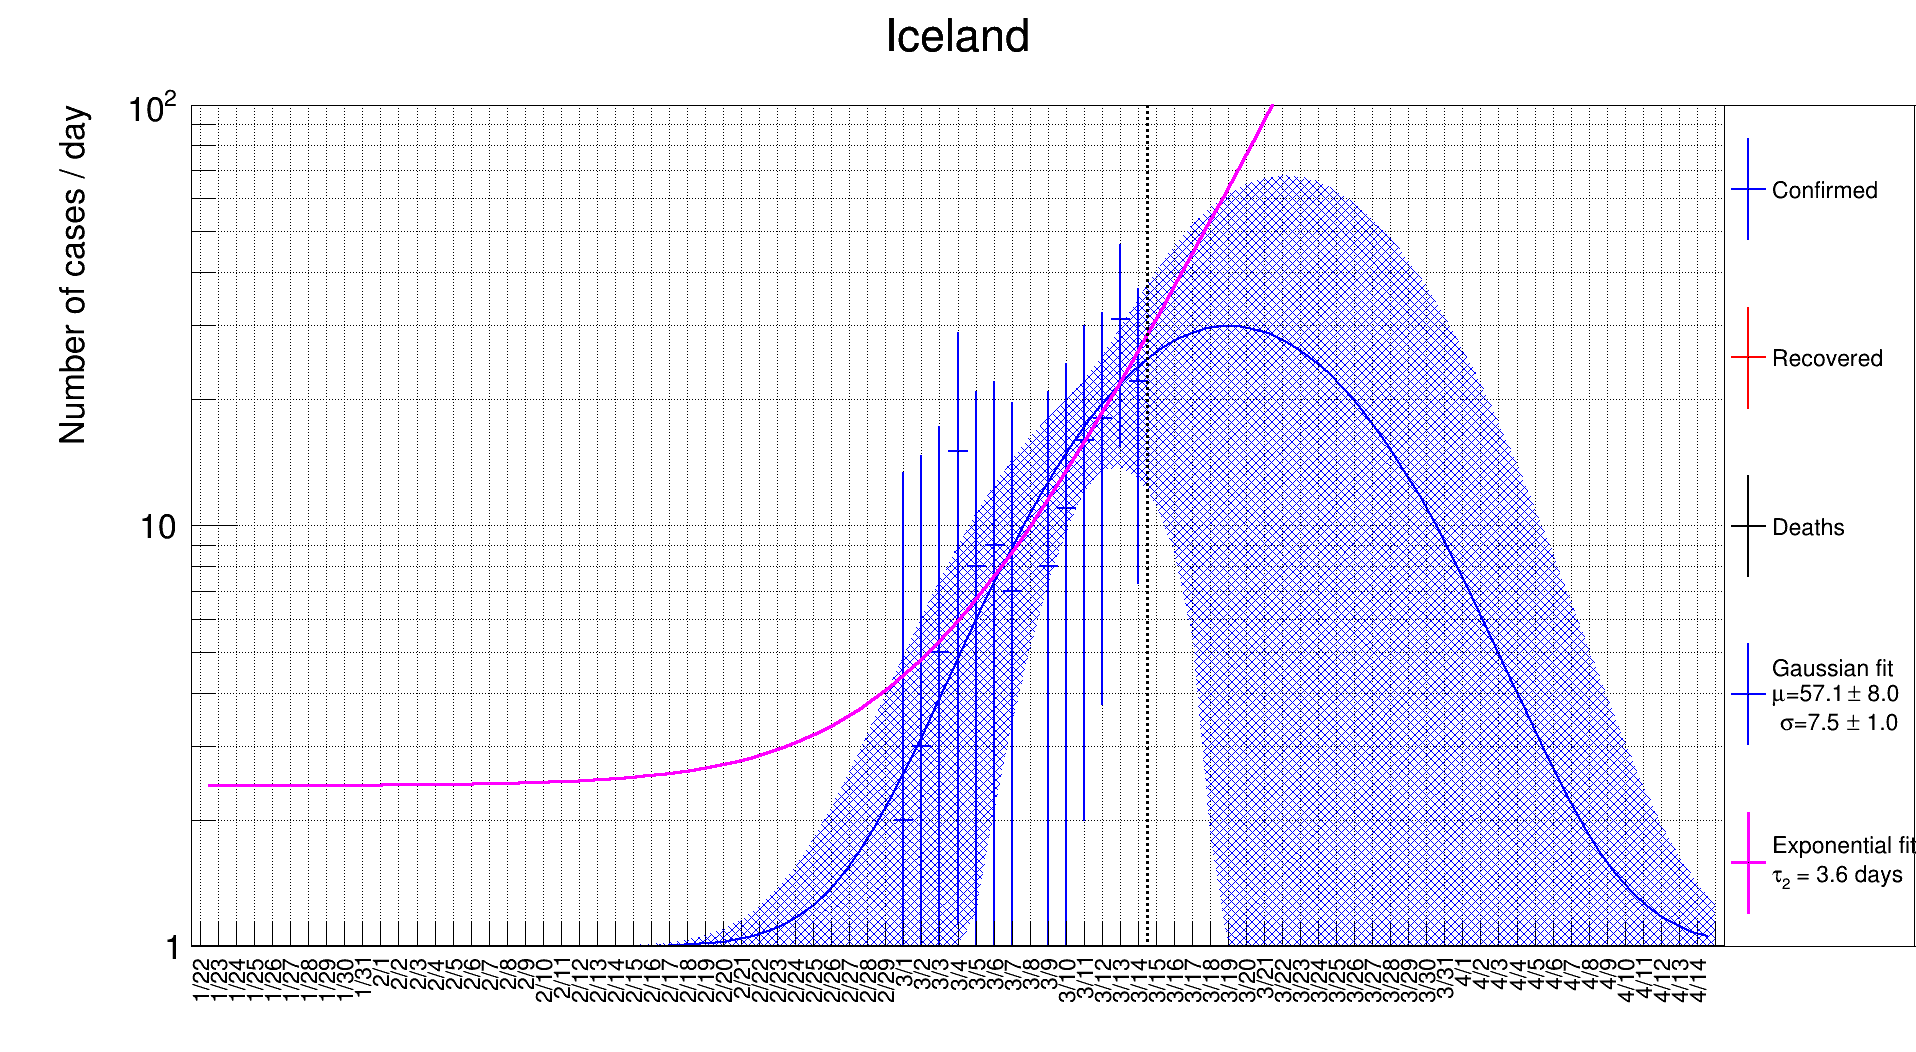 Iceland
Number of cases / day
10²
10
1
1/22 1/23 1/24 1/25 1/26 1/27 1/28 1/29 1/30 1/31 2/1 2/2 2/3 2/4 2/5 2/6 2/7 2/8 2/9 2/10 2/11 2/12 2/13 2/14 2/15 2/16 2/17 2/18 2/19 2/20 2/21 2/22 2/23 2/24 2/25 2/26 2/27 2/28 2/29 3/1 3/2 3/3 3/4 3/5 3/6 3/7 3/8 3/9 3/10 3/11 3/12 3/13 3/14 3/15 3/16 3/17 3/18 3/19 3/20 3/21 3/22 3/23 3/24 3/25 3/26 3/27 3/28 3/29 3/30 3/31 4/1 4/2 4/3 4/4 4/5 4/6 4/7 4/8 4/9 4/10 4/11 4/12 4/13 4/14
Confirmed
Recovered
Deaths
Gaussian fit
μ=57.1 ± 8.0
σ=7.5 ± 1.0
Exponential fit
τ₂ = 3.6 days